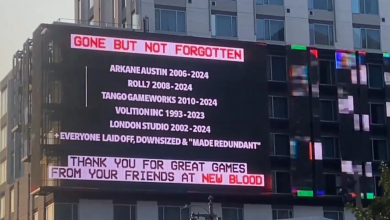 GONE BUT NOT FORGOTTEN
ARKANE AUSTIN 2006-2024
ROLL7 2008-2024
TANGO GAMEWORKS 2010-2024
VOLITION INC 1993-2023
LONDON STUDIO 2002-2024
+ EVERYONE LAID OFF, DOWNSIZED & "MADE REDUNDANT"
THANK YOU FOR GREAT GAMES
FROM YOUR FRIENDS AT NEW BLOOD